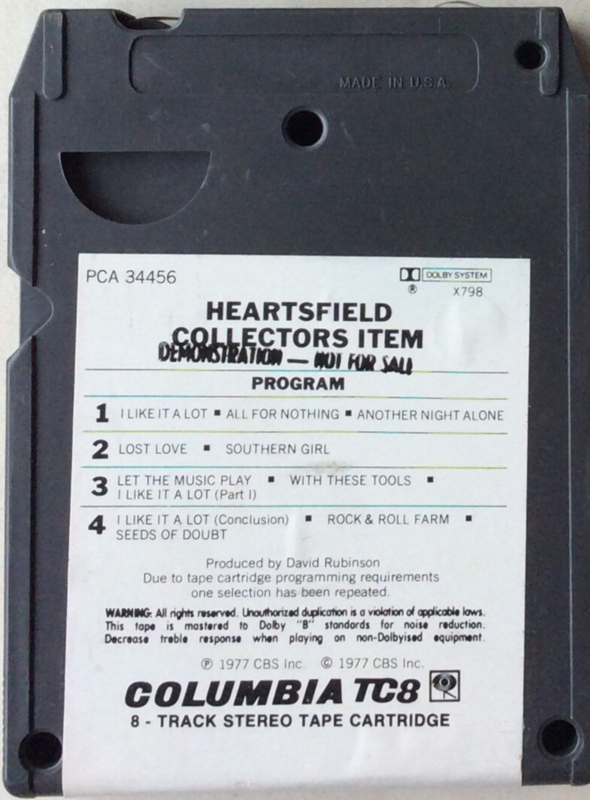 MADE IN U.S.A.
PCA 34456
DOLBY SYSTEM
® X798
HEARTSFIELD
COLLECTORS ITEM
DEMONSTRATION — NOT FOR SALE
PROGRAM
1 I LIKE IT A LOT ■ ALL FOR NOTHING ■ ANOTHER NIGHT ALONE
2 LOST LOVE ■ SOUTHERN GIRL
3 LET THE MUSIC PLAY ■ WITH THESE TOOLS ■
I LIKE IT A LOT (Part I)
4 I LIKE IT A LOT (Conclusion) ■ ROCK & ROLL FARM ■
SEEDS OF DOUBT
Produced by David Rubinson
Due to tape cartridge programming requirements
one selection has been repeated.
WARNING: All rights reserved. Unauthorized duplication is a violation of applicable laws.
This tape is mastered to Dolby "B" standards for noise reduction.
Decrease treble response when playing on non-Dolbyised equipment.
℗ 1977 CBS Inc. © 1977 CBS Inc.
COLUMBIA TC8
8 - TRACK STEREO TAPE CARTRIDGE